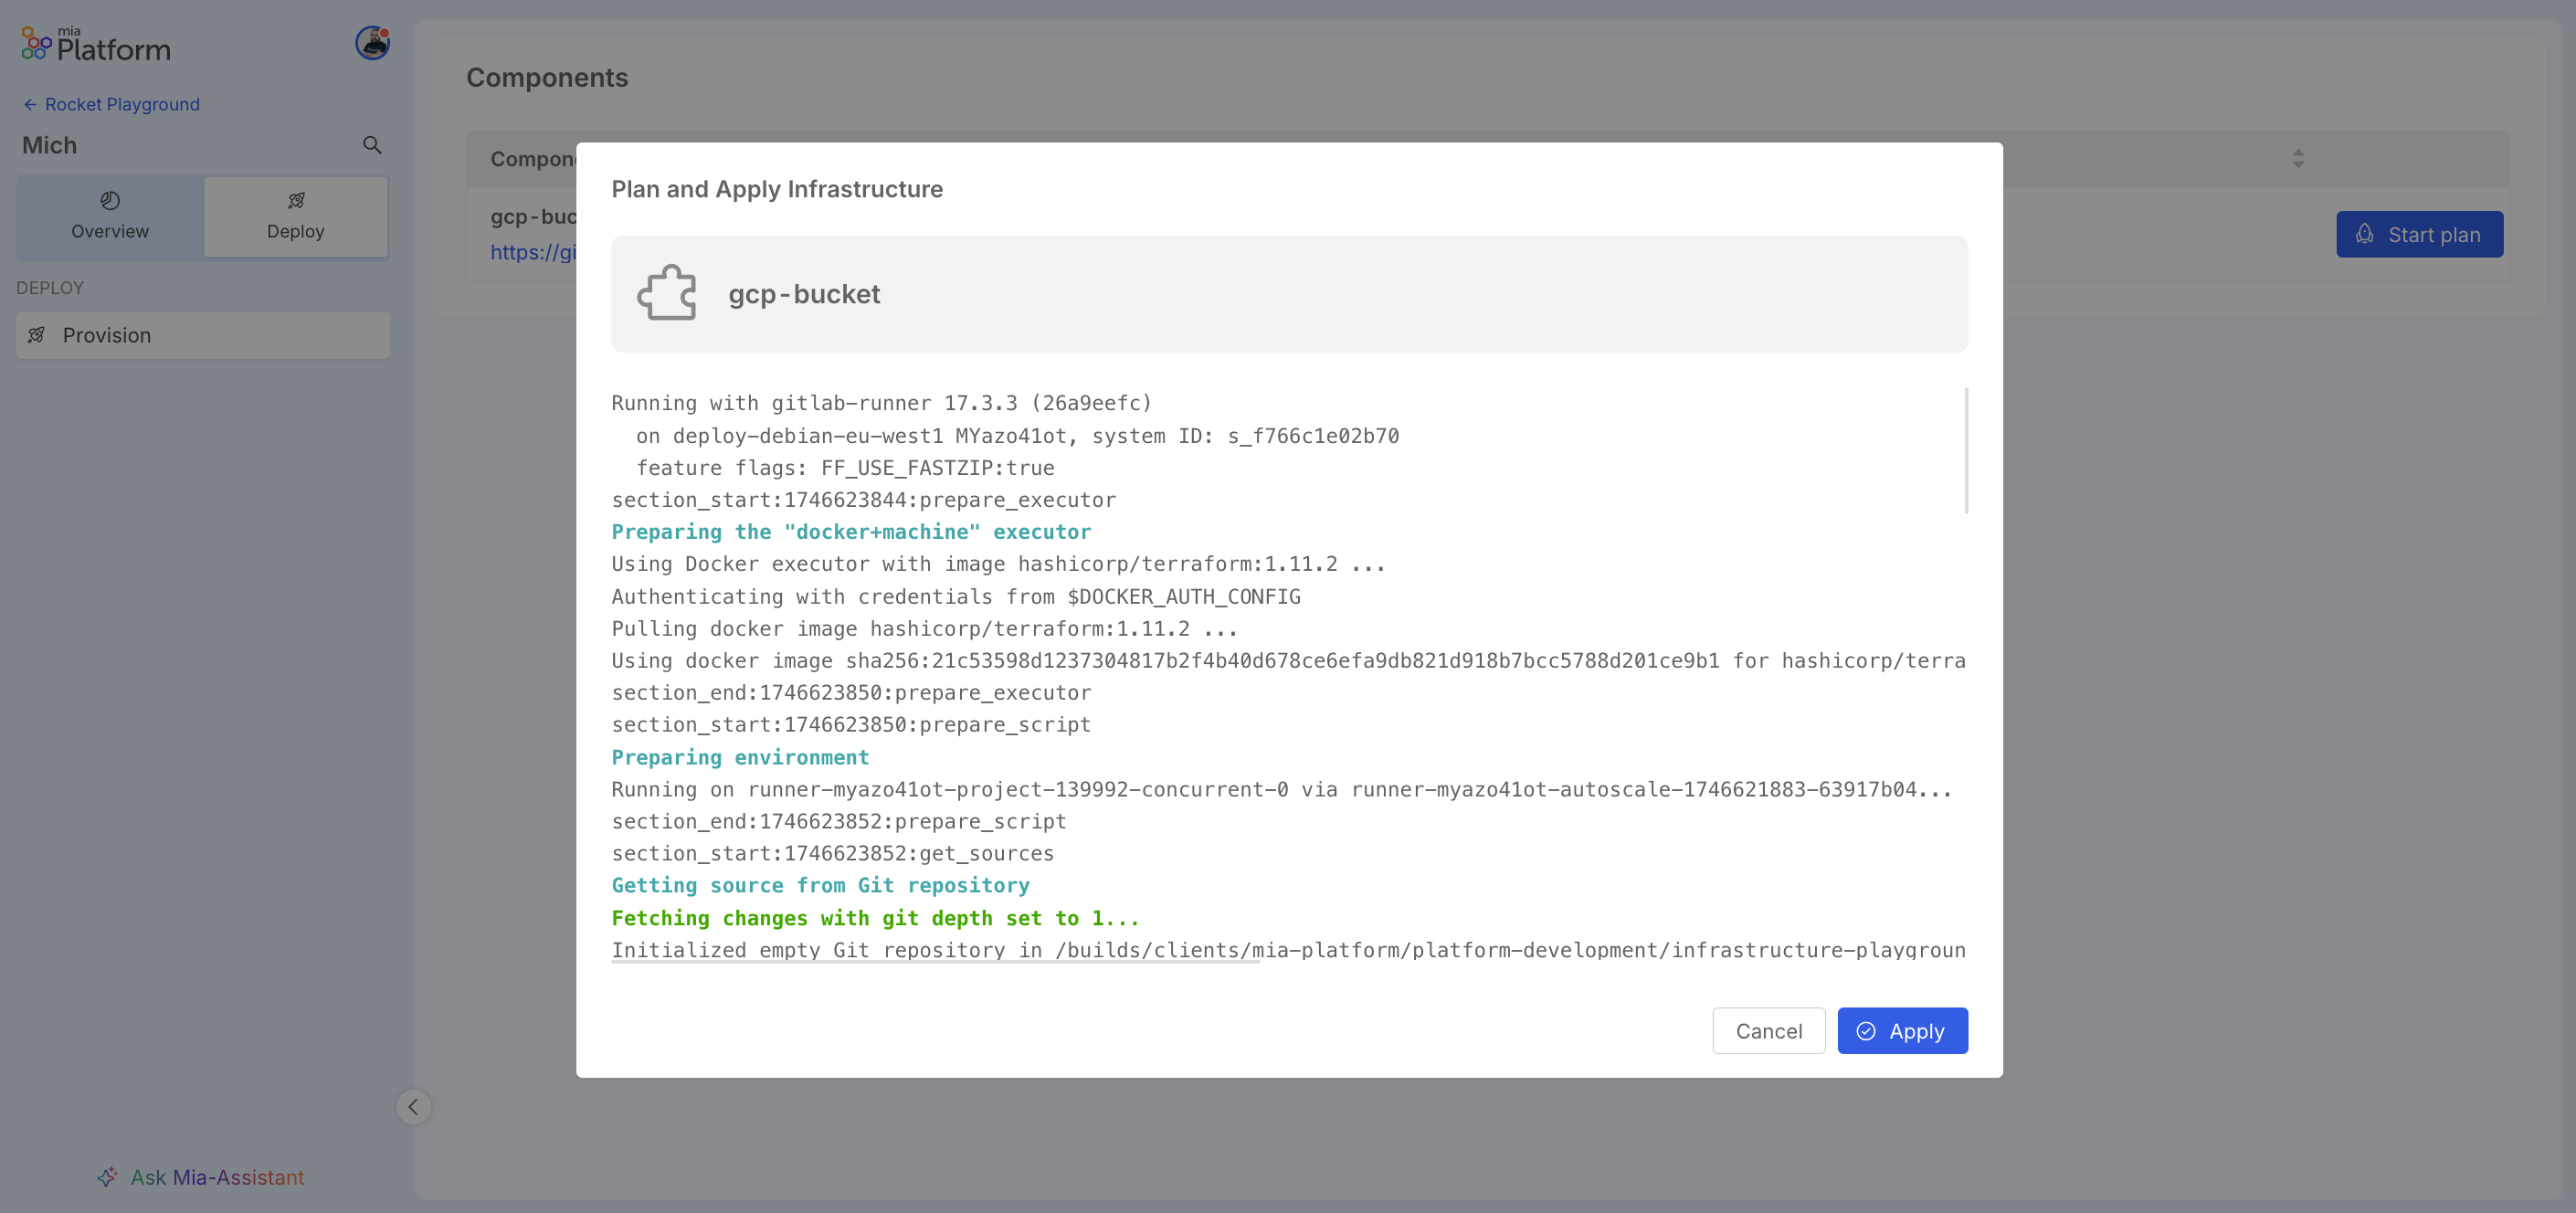 mia
Platform
← Rocket Playground
Mich
Overview
Deploy
DEPLOY
Provision
Ask Mia-Assistant
Components
gcp-buc
https://gi
Start plan
Plan and Apply Infrastructure
gcp-bucket
Running with gitlab-runner 17.3.3 (26a9eefc)
on deploy-debian-eu-west1 MYazo41ot, system ID: s_f766c1e02b70
feature flags: FF_USE_FASTZIP:true
section_start:1746623844:prepare_executor
Preparing the "docker+machine" executor
Using Docker executor with image hashicorp/terraform:1.11.2 ...
Authenticating with credentials from $DOCKER_AUTH_CONFIG
Pulling docker image hashicorp/terraform:1.11.2 ...
Using docker image sha256:21c53598d1237304817b2f4b40d678ce6efa9db821d918b7bcc5788d201ce9b1 for hashicorp/terra
section_end:1746623850:prepare_executor
section_start:1746623850:prepare_script
Preparing environment
Running on runner-myazo41ot-project-139992-concurrent-0 via runner-myazo41ot-autoscale-1746621883-63917b04...
section_end:1746623852:prepare_script
section_start:1746623852:get_sources
Getting source from Git repository
Fetching changes with git depth set to 1...
Initialized empty Git repository in /builds/clients/mia-platform/platform-development/infrastructure-playgroun
Cancel
Apply